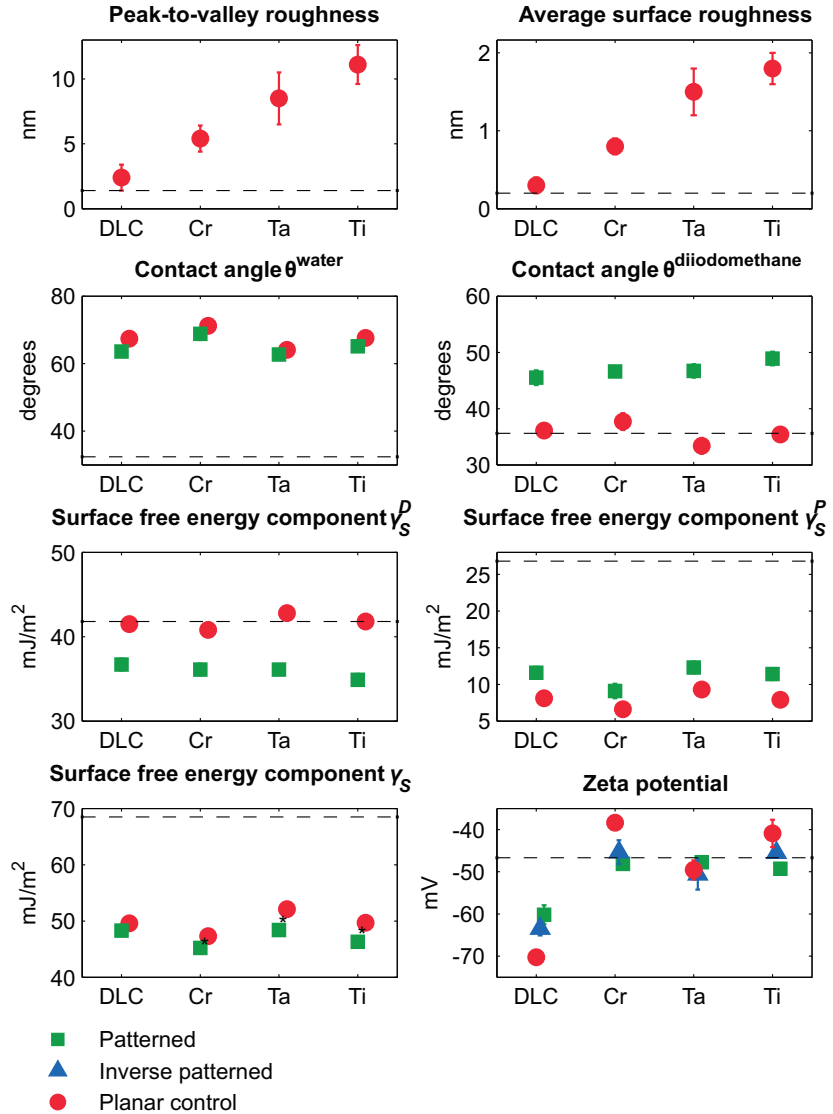 Peak-to-valley roughness
10
5
0
nm
DLC Cr Ta Ti
Average surface roughness
2
1
0
nm
DLC Cr Ta Ti
Contact angle θ^water
80
60
40
degrees
DLC Cr Ta Ti
Contact angle θ^diiodomethane
60
50
40
30
degrees
DLC Cr Ta Ti
Surface free energy component γ_S^D
50
40
30
mJ/m²
DLC Cr Ta Ti
Surface free energy component γ_S^P
25
20
15
10
5
mJ/m²
DLC Cr Ta Ti
Surface free energy component γ_S
70
60
50
40
mJ/m²
* * *
DLC Cr Ta Ti
Zeta potential
-40
-50
-60
-70
mV
DLC Cr Ta Ti
Patterned
Inverse patterned
Planar control